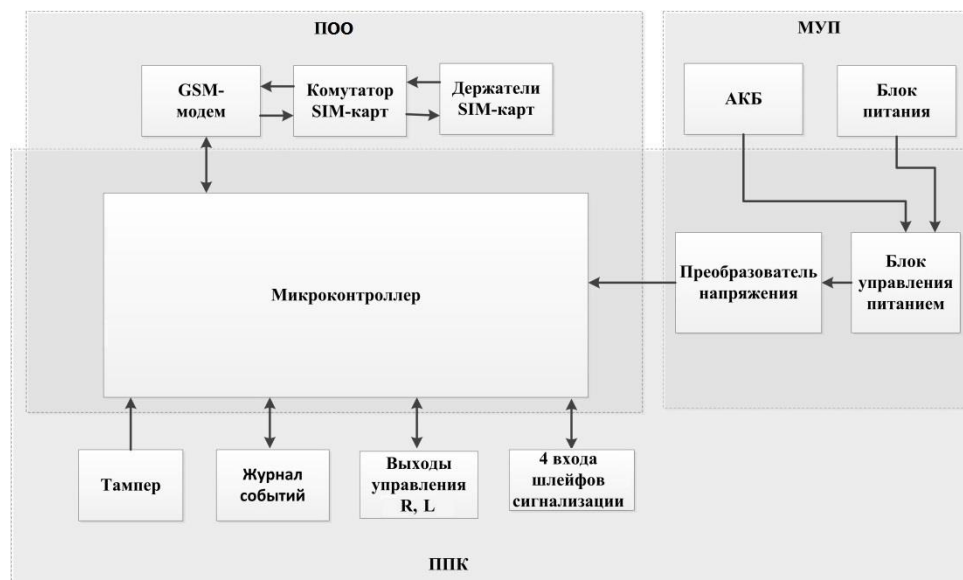 ПОО
МУП
GSM-
модем
Комутатор
SIM-карт
Держатели
SIM-карт
АКБ
Блок
питания
Микроконтроллер
Преобразователь
напряжения
Блок
управления
питанием
Тампер
Журнал
событий
Выходы
управления
R, L
4 входа
шлейфов
сигнализации
ППК